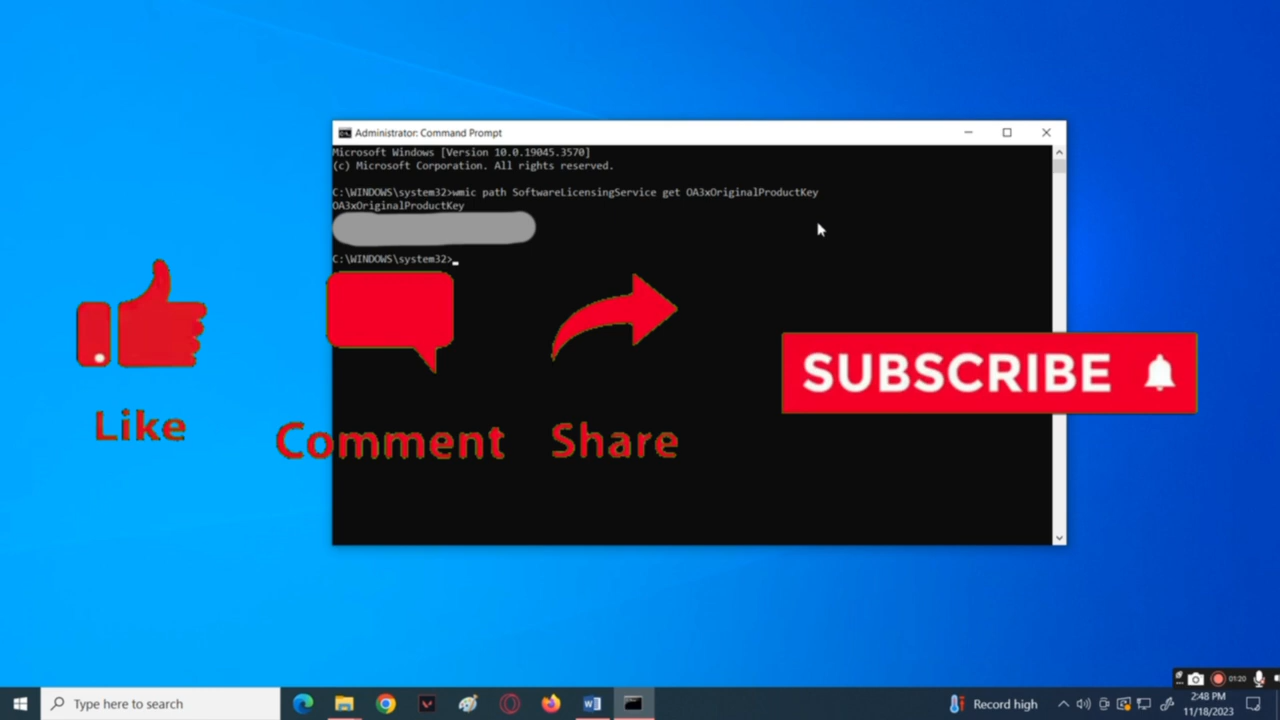 Administrator: Command Prompt
Microsoft Windows [Version 10.0.19045.3570]
(c) Microsoft Corporation. All rights reserved.
C:\WINDOWS\system32>wmic path SoftwareLicensingService get OA3xOriginalProductKey
OA3xOriginalProductKey
C:\WINDOWS\system32>
SUBSCRIBE
Like
Comment
Share
01:20
Type here to search
Record high
2:48 PM
11/18/2023